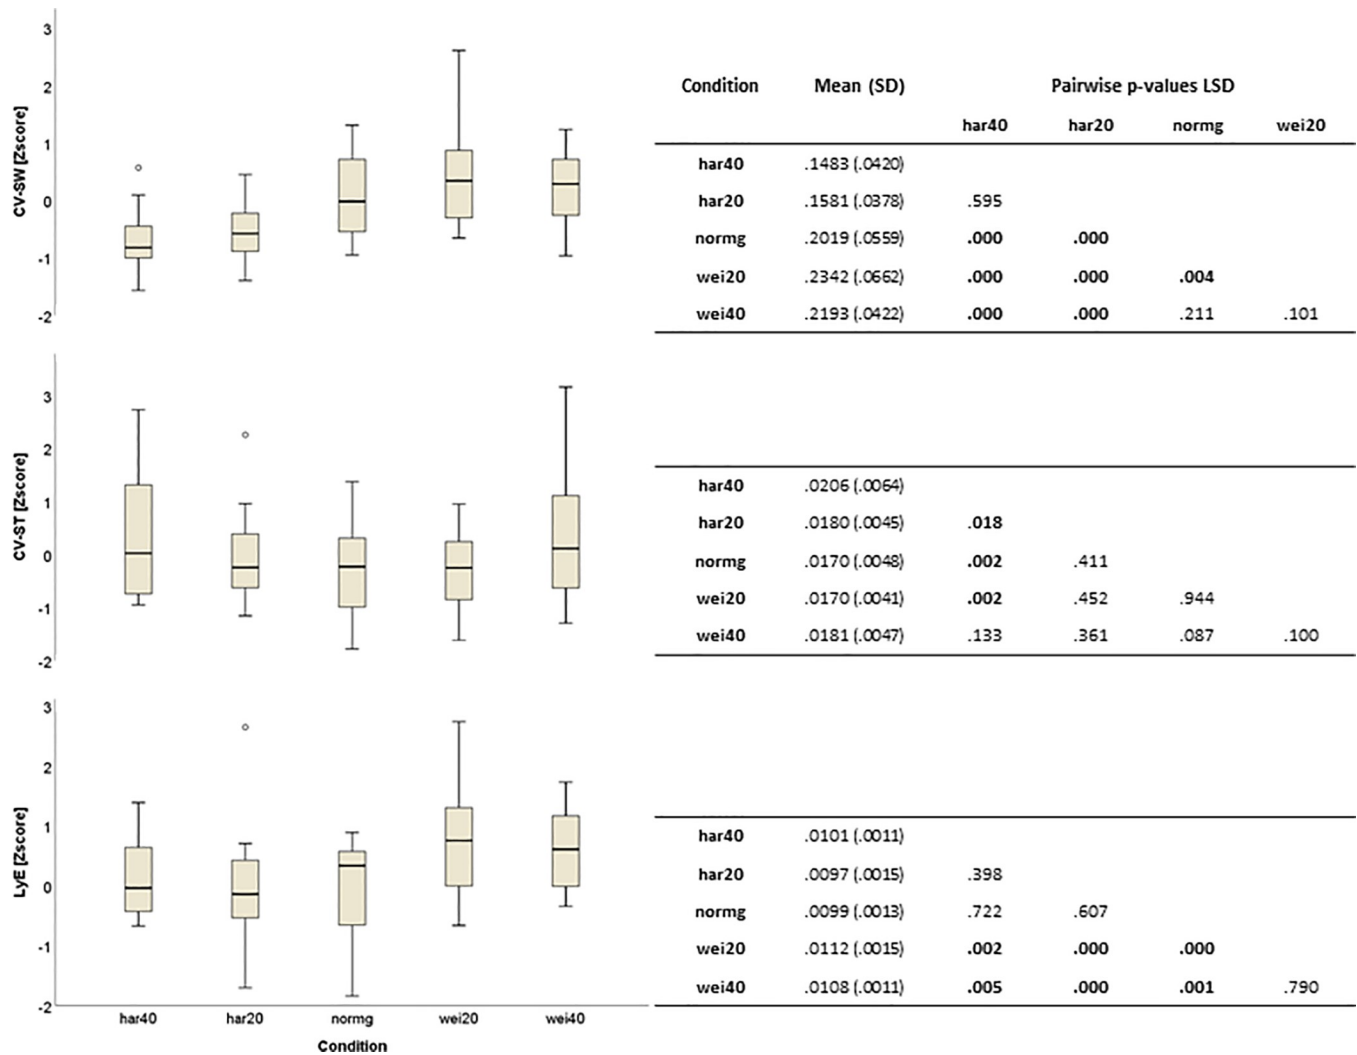 3
2
1
0
-1
-2
CV-SW [Zscore]
Condition Mean (SD) Pairwise p-values LSD
har40 har20 normg wei20
har40 .1483 (.0420)
har20 .1581 (.0378) .595
normg .2019 (.0559) .000 .000
wei20 .2342 (.0662) .000 .000 .004
wei40 .2193 (.0422) .000 .000 .211 .101
3
2
1
0
-1
-2
CV-ST [Zscore]
har40 .0206 (.0064)
har20 .0180 (.0045) .018
normg .0170 (.0048) .002 .411
wei20 .0170 (.0041) .002 .452 .944
wei40 .0181 (.0047) .133 .361 .087 .100
3
2
1
0
-1
-2
LyE [Zscore]
har40 .0101 (.0011)
har20 .0097 (.0015) .398
normg .0099 (.0013) .722 .607
wei20 .0112 (.0015) .002 .000 .000
wei40 .0108 (.0011) .005 .000 .001 .790
har40 har20 normg wei20 wei40
Condition